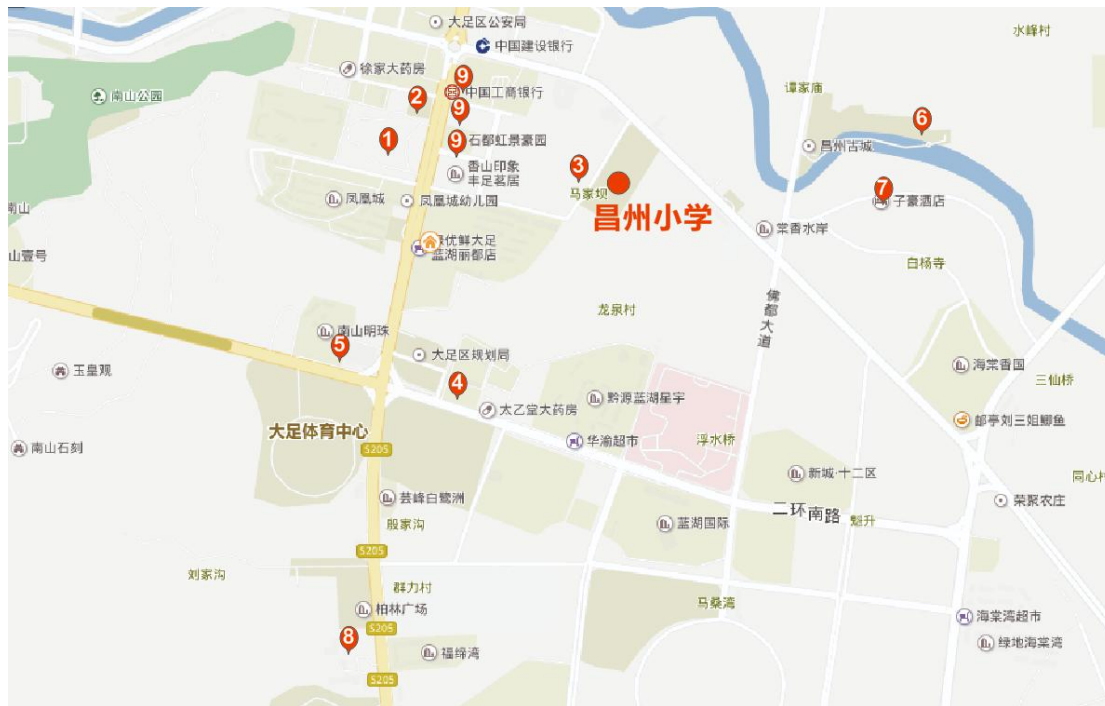 大足区公安局
中国建设银行
水峰村
徐家大药房
9
中国工商银行
谭家庙
南山公园
2
9
6
1
9
石都虹景豪园
昌州古城
香山印象
丰足茗居
3
马家坝
昌州小学
7
子豪酒店
凤凰城
凤凰城幼儿园
南山
棠香水岸
优鲜大足
蓝湖丽都店
山壹号
白杨寺
龙泉村
佛都大道
南山明珠
5
大足区规划局
玉皇观
4
海棠香国
三仙桥
太乙堂大药房
黔源蓝湖星宇
大足体育中心
华渝超市
浮水桥
邮亭刘三姐鲫鱼
南山石刻
S205
新城·十二区
同心村
芸峰白鹭洲
荣聚农庄
二环南路
魁升
殷家沟
蓝湖国际
S205
刘家沟
群力村
柏林广场
马桑湾
海棠湾超市
S205
8
福缔湾
绿地海棠湾
S205